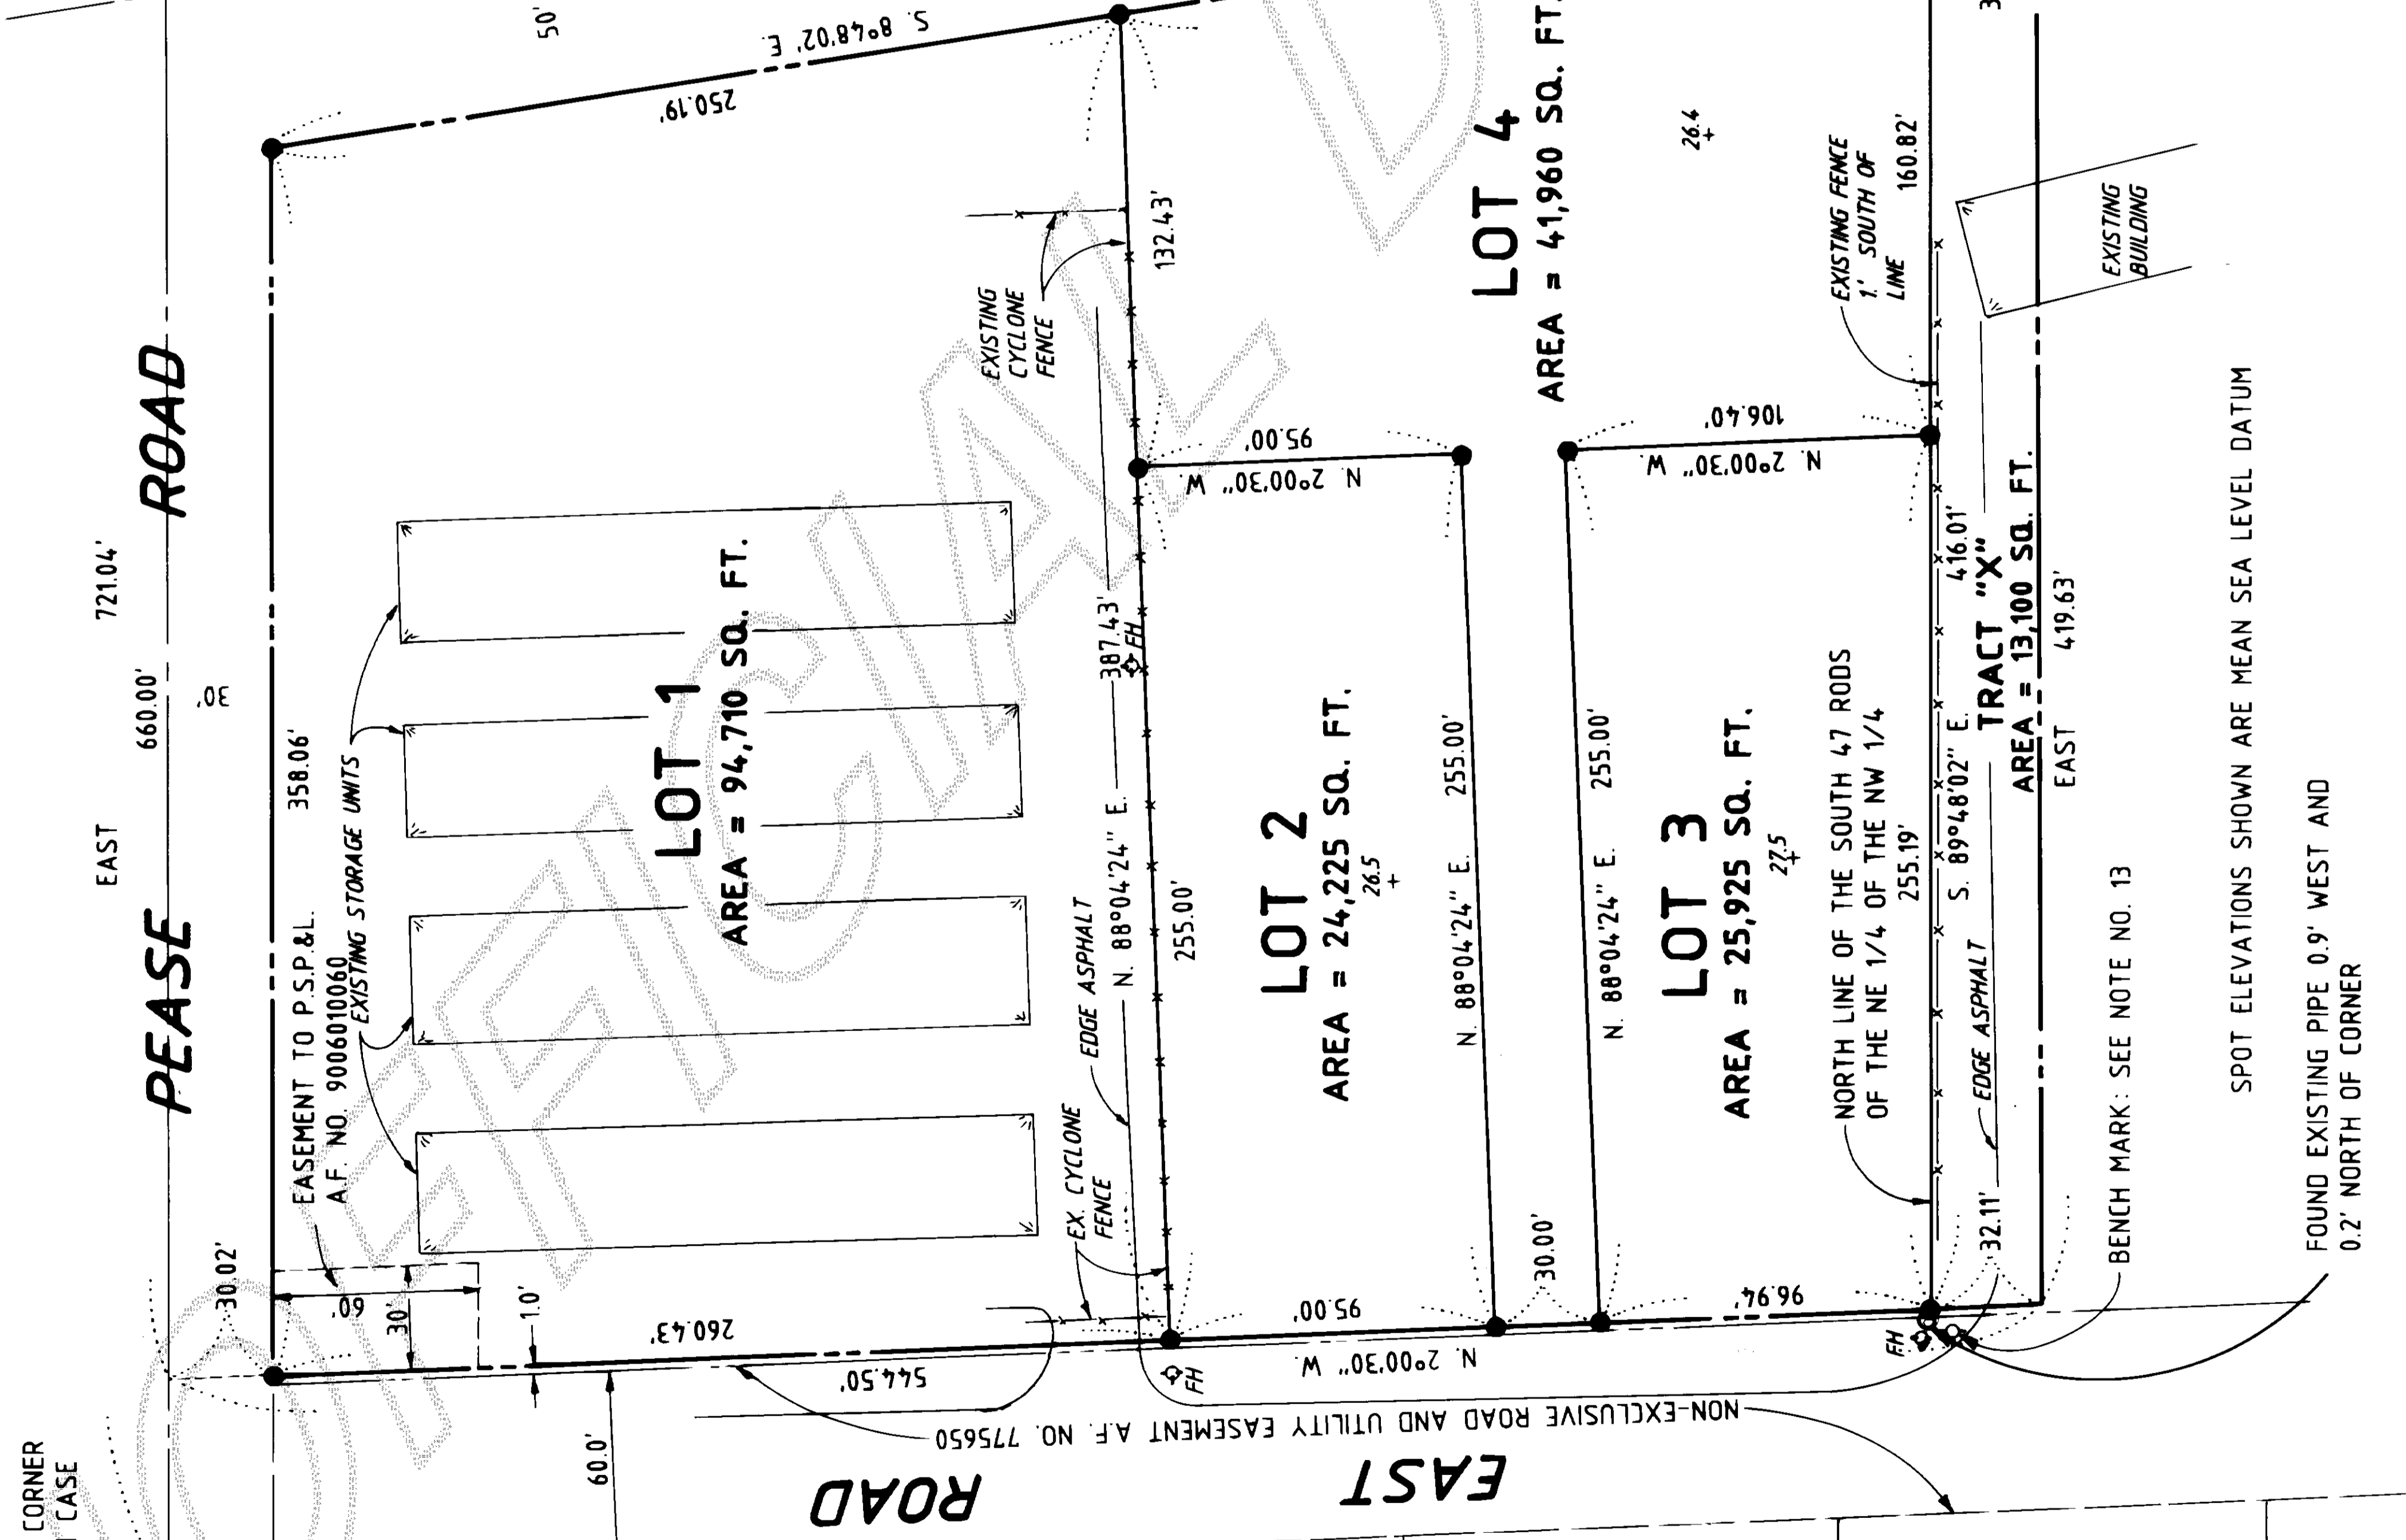 CORNER
CASE
PEASE ROAD
EAST 721.04'
660.00'
30'
30.02'
358.06'
EASEMENT TO P.S.P.&L.
A.F. NO. 9006010060
EXISTING STORAGE UNITS
60'
30'
1.0'
260.43'
544.50'
60.0'
50'
S. 8°48'02" E.
250.19'
LOT 1
AREA = 94,710 SQ. FT.
EXISTING
CYCLONE
FENCE
132.43'
EDGE ASPHALT
N. 88°04'24" E. 387.43'
FH
EX. CYCLONE
FENCE
255.00'
LOT 2
AREA = 24,225 SQ. FT.
26.5
95.00'
N. 2°00'30" W.
95.00'
N. 88°04'24" E. 255.00'
30.00'
N. 88°04'24" E. 255.00'
LOT 3
AREA = 25,925 SQ. FT.
27.5
106.40'
N. 2°00'30" W.
96.94'
LOT 4
AREA = 41,960 SQ. FT.
26.4
EXISTING FENCE
1.' SOUTH OF
LINE
160.82'
EXISTING
BUILDING
NORTH LINE OF THE SOUTH 47 RODS
OF THE NE 1/4 OF THE NW 1/4
255.19'
S. 89°48'02" E. 416.01'
TRACT "X"
AREA = 13,100 SQ. FT.
EAST 419.63'
EDGE ASPHALT
32.11'
FH
FH
N. 2°00'30" W.
NON-EXCLUSIVE ROAD AND UTILITY EASEMENT A.F. NO. 775650
EAST ROAD
BENCH MARK: SEE NOTE NO. 13
SPOT ELEVATIONS SHOWN ARE MEAN SEA LEVEL DATUM
FOUND EXISTING PIPE 0.9' WEST AND
0.2' NORTH OF CORNER